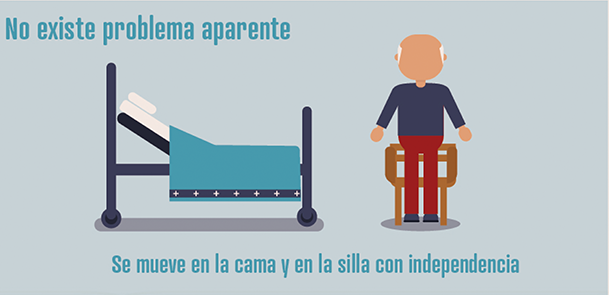 No existe problema aparente
Se mueve en la cama y en la silla con independencia